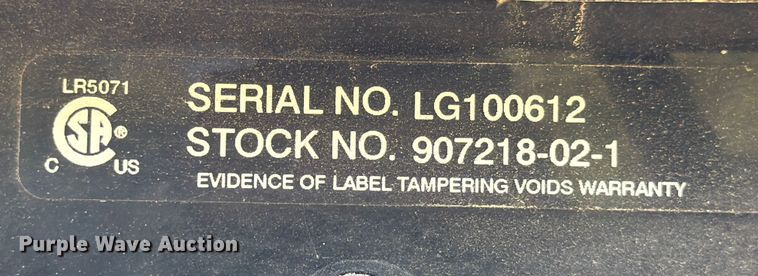 LR5071
SA®
C US
SERIAL NO. LG100612
STOCK NO. 907218-02-1
EVIDENCE OF LABEL TAMPERING VOIDS WARRANTY
Purple Wave Auction